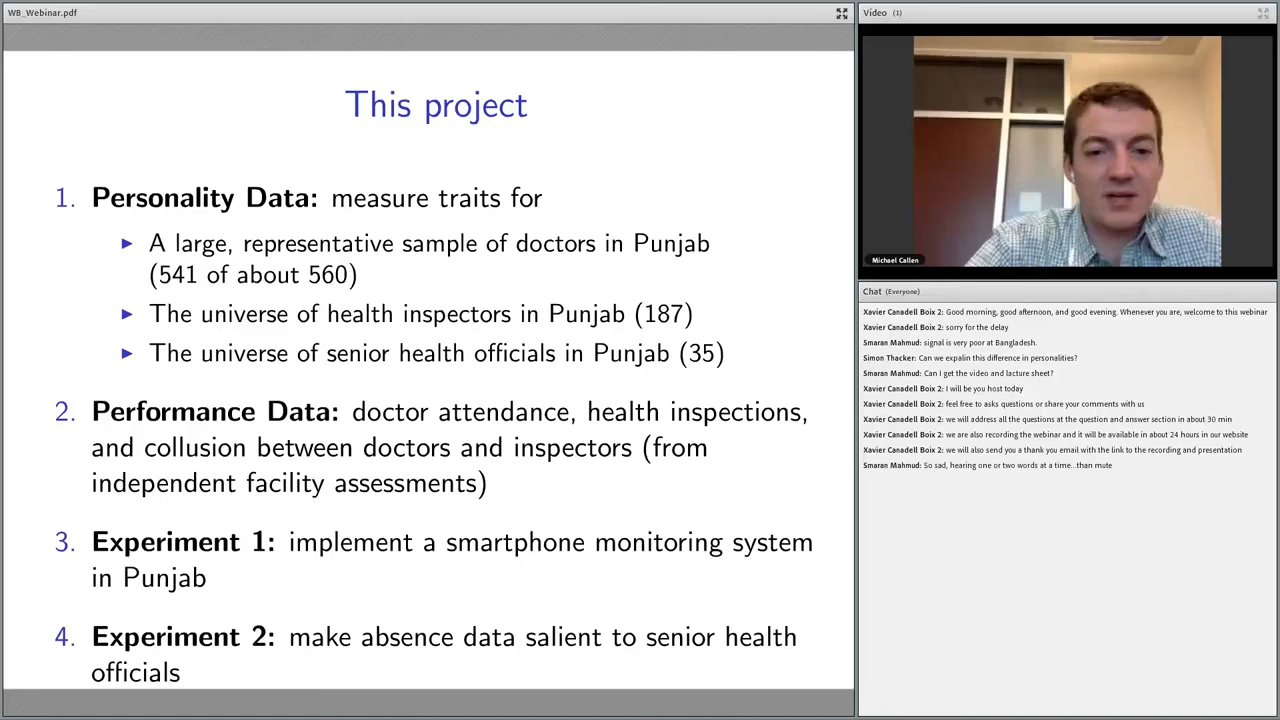 WB_Webinar.pdf
This project
1. Personality Data: measure traits for
▶ A large, representative sample of doctors in Punjab
(541 of about 560)
▶ The universe of health inspectors in Punjab (187)
▶ The universe of senior health officials in Punjab (35)
2. Performance Data: doctor attendance, health inspections,
and collusion between doctors and inspectors (from
independent facility assessments)
3. Experiment 1: implement a smartphone monitoring system
in Punjab
4. Experiment 2: make absence data salient to senior health
officials
Video (1)
Michael Callen
Chat (Everyone)
Xavier Canadell Boix 2: Good morning, good afternoon, and good evening. Whenever you are, welcome to this webinar
Xavier Canadell Boix 2: sorry for the delay
Smaran Mahmud: signal is very poor at Bangladesh.
Simon Thacker: Can we expalin this difference in personalities?
Smaran Mahmud: Can I get the video and lacture sheet?
Xavier Canadell Boix 2: I will be you host today
Xavier Canadell Boix 2: feel free to asks questions or share your comments with us
Xavier Canadell Boix 2: we will address all the questions at the question and answer section in about 30 min
Xavier Canadell Boix 2: we are also recording the webinar and it will be available in about 24 hours in our website
Xavier Canadell Boix 2: we will also send you a thank you email with the link to the recording and presentation
Smaran Mahmud: So sad, hearing one or two words at a time...than mute